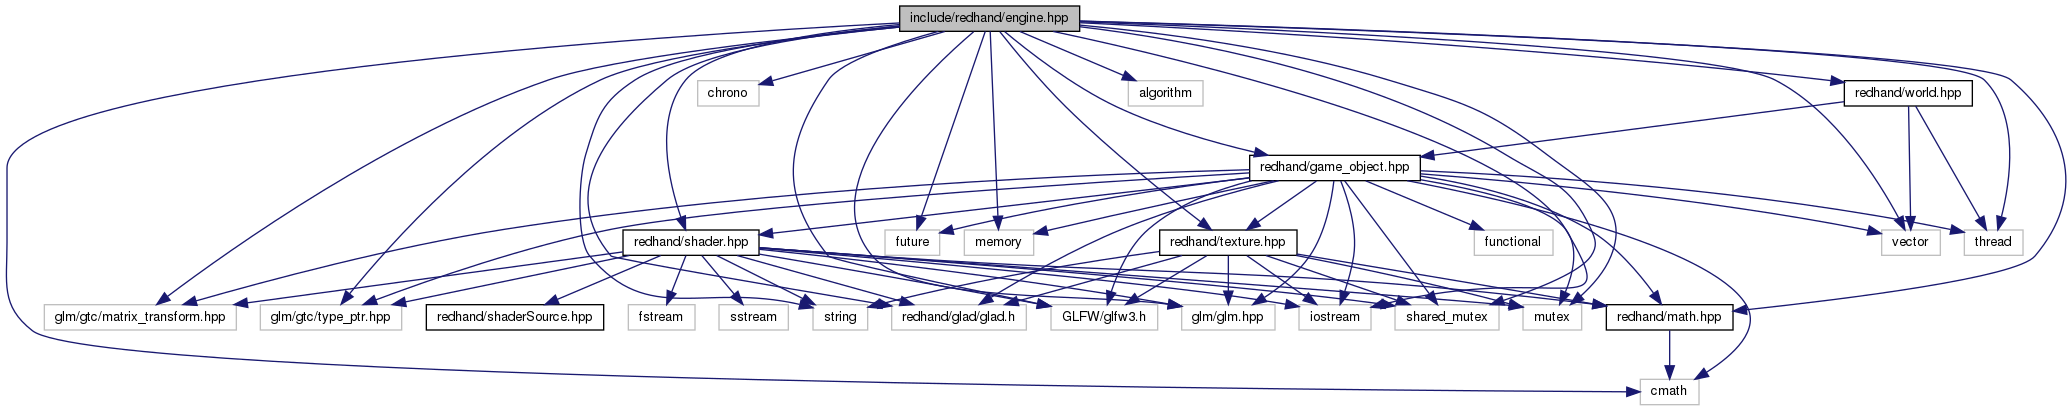 include/redhand/engine.hpp
chrono
algorithm
redhand/world.hpp
redhand/game_object.hpp
redhand/shader.hpp
future
memory
redhand/texture.hpp
functional
vector
thread
glm/gtc/matrix_transform.hpp
glm/gtc/type_ptr.hpp
redhand/shaderSource.hpp
fstream
sstream
string
redhand/glad/glad.h
GLFW/glfw3.h
glm/glm.hpp
iostream
shared_mutex
mutex
redhand/math.hpp
cmath